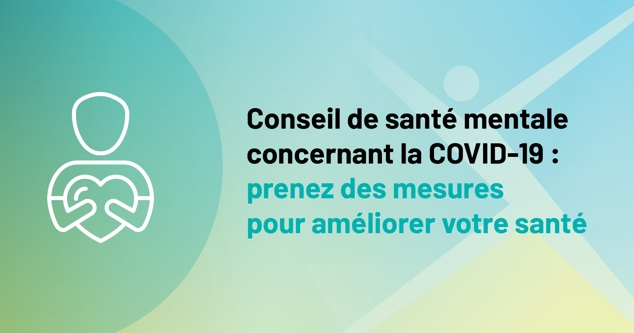 Conseil de santé mentale
concernant la COVID-19 :
prenez des mesures
pour améliorer votre santé